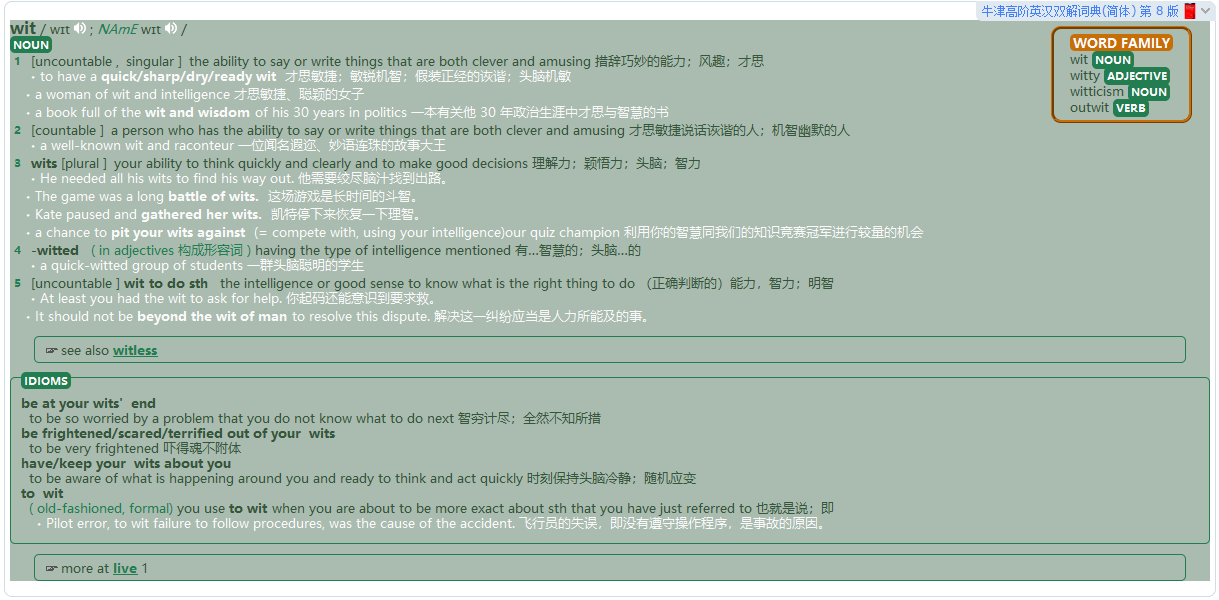 牛津高阶英汉双解词典(简体) 第 8 版
wit / wɪt ; NAmE wɪt /
NOUN
WORD FAMILY
wit NOUN
witty ADJECTIVE
witticism NOUN
outwit VERB
1 [uncountable , singular ] the ability to say or write things that are both clever and amusing 措辞巧妙的能力；风趣；才思
· to have a quick/sharp/dry/ready wit 才思敏捷；敏锐机智；假装正经的诙谐；头脑机敏
· a woman of wit and intelligence 才思敏捷、聪颖的女子
· a book full of the wit and wisdom of his 30 years in politics 一本有关他 30 年政治生涯中才思与智慧的书
2 [countable ] a person who has the ability to say or write things that are both clever and amusing 才思敏捷说话诙谐的人；机智幽默的人
· a well-known wit and raconteur 一位闻名遐迩、妙语连珠的故事大王
3 wits [plural ] your ability to think quickly and clearly and to make good decisions 理解力；颖悟力；头脑；智力
· He needed all his wits to find his way out. 他需要绞尽脑汁找到出路。
· The game was a long battle of wits. 这场游戏是长时间的斗智。
· Kate paused and gathered her wits. 凯特停下来恢复一下理智。
· a chance to pit your wits against (= compete with, using your intelligence)our quiz champion 利用你的智慧同我们的知识竞赛冠军进行较量的机会
4 -witted ( in adjectives 构成形容词 ) having the type of intelligence mentioned 有…智慧的；头脑…的
· a quick-witted group of students 一群头脑聪明的学生
5 [uncountable ] wit to do sth the intelligence or good sense to know what is the right thing to do （正确判断的）能力，智力；明智
· At least you had the wit to ask for help. 你起码还能意识到要求救。
· It should not be beyond the wit of man to resolve this dispute. 解决这一纠纷应当是人力所能及的事。
☞ see also witless
IDIOMS
be at your wits’ end
to be so worried by a problem that you do not know what to do next 智穷计尽；全然不知所措
be frightened/scared/terrified out of your wits
to be very frightened 吓得魂不附体
have/keep your wits about you
to be aware of what is happening around you and ready to think and act quickly 时刻保持头脑冷静；随机应变
to wit
( old-fashioned, formal) you use to wit when you are about to be more exact about sth that you have just referred to 也就是说；即
· Pilot error, to wit failure to follow procedures, was the cause of the accident. 飞行员的失误，即没有遵守操作程序，是事故的原因。
☞ more at live 1